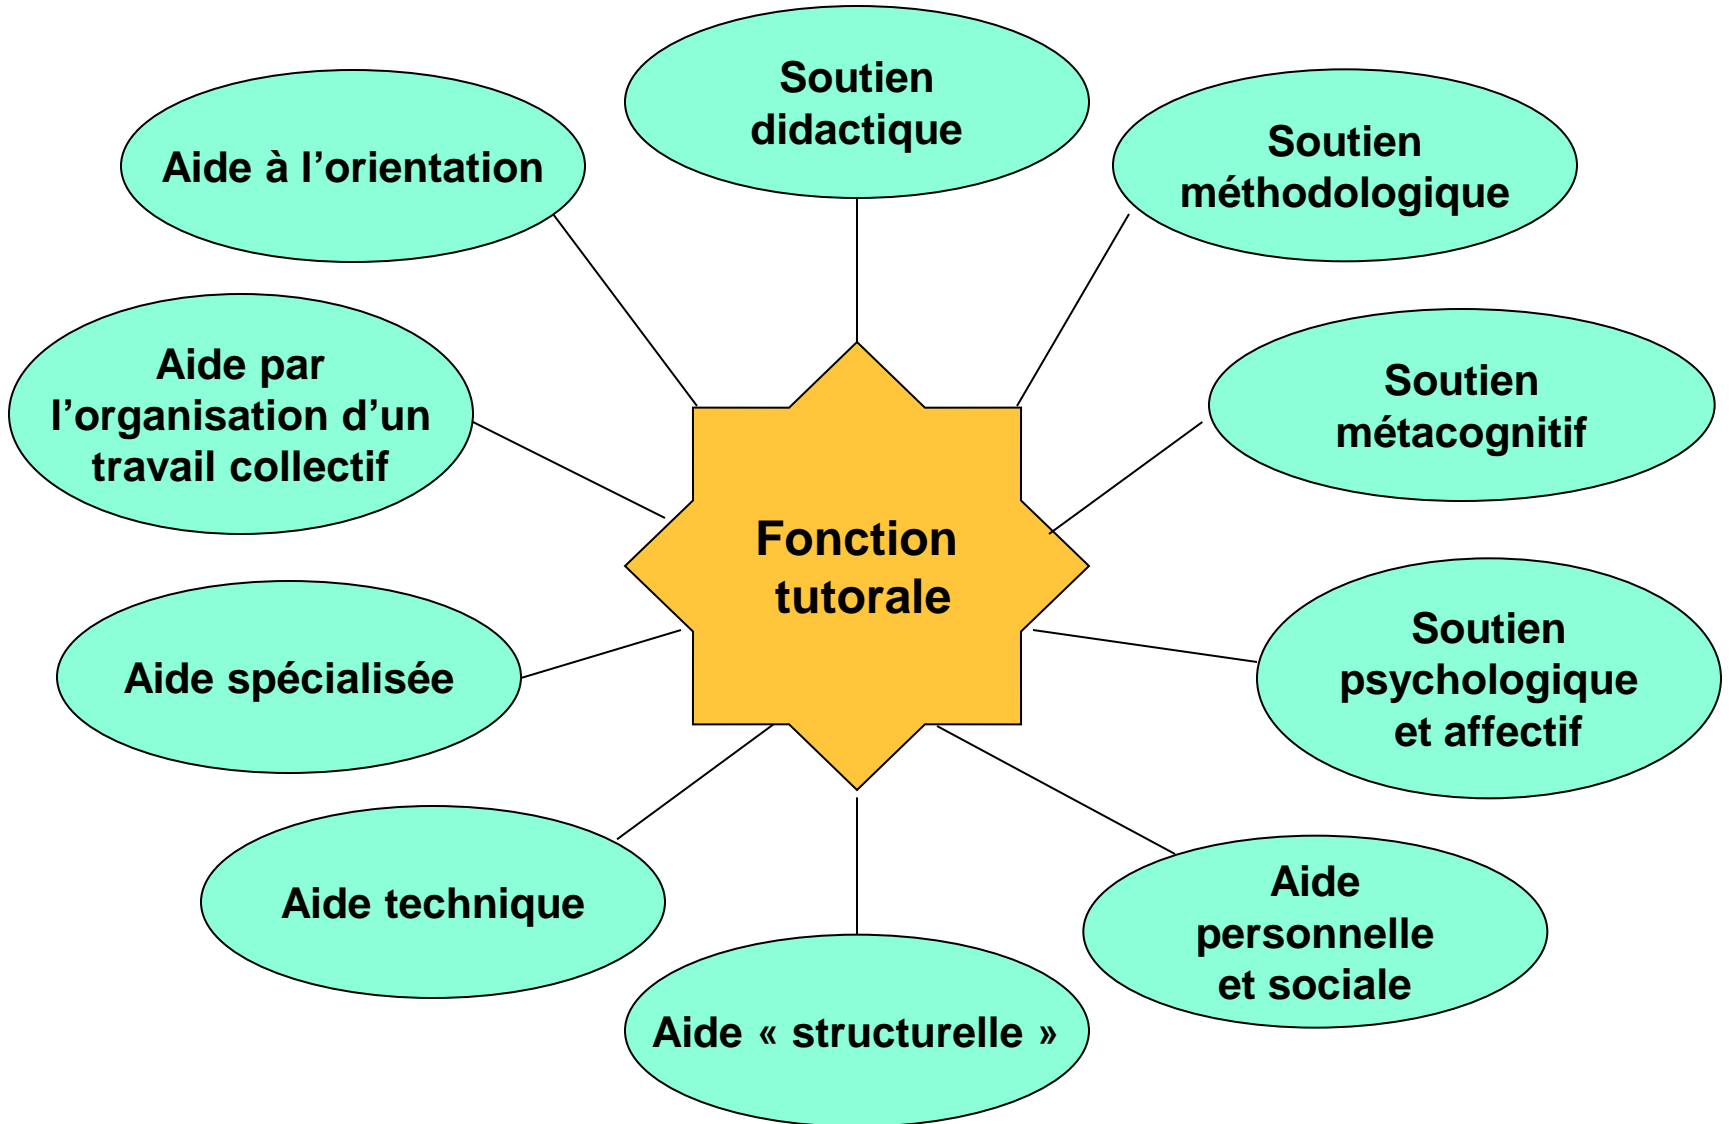 Soutien
didactique
Aide à l’orientation
Soutien
méthodologique
Aide par
l’organisation d’un
travail collectif
Soutien
métacognitif
Fonction
tutorale
Aide spécialisée
Soutien
psychologique
et affectif
Aide technique
Aide
personnelle
et sociale
Aide « structurelle »